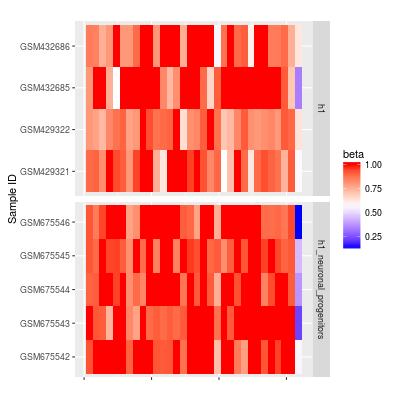 GSM432686
GSM432685
GSM429322
GSM429321
h1
GSM675546
GSM675545
GSM675544
GSM675543
GSM675542
h1_neuronal_progenitors
Sample ID
beta
1.00
0.75
0.50
0.25